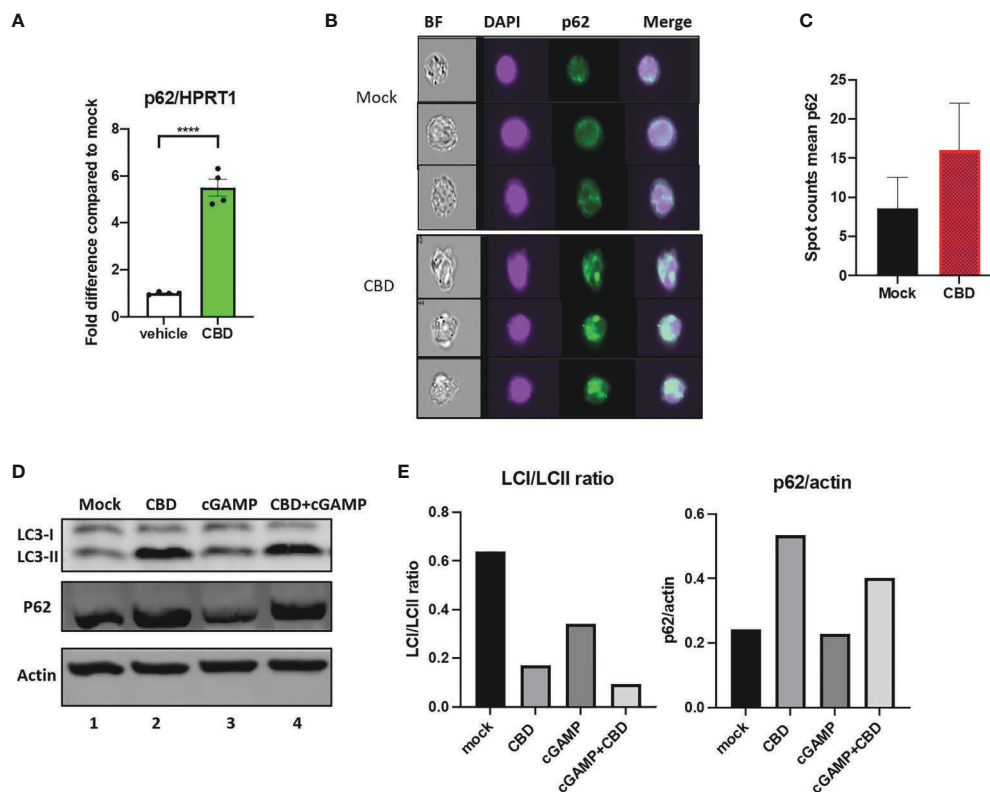 A
p62/HPRT1
Fold difference compared to mock
8
6
4
2
0
****
vehicle
CBD
B
BF DAPI p62 Merge
Mock
CBD
44
C
Spot counts mean p62
25
20
15
10
5
0
Mock
CBD
D
Mock CBD cGAMP CBD+cGAMP
LC3-I
LC3-II
P62
Actin
1 2 3 4
E
LCI/LCII ratio
LCI/LCII ratio
0.8
0.6
0.4
0.2
0.0
mock
CBD
cGAMP
cGAMP+CBD
p62/actin
p62/actin
0.6
0.4
0.2
0.0
mock
CBD
cGAMP
cGAMP+CBD